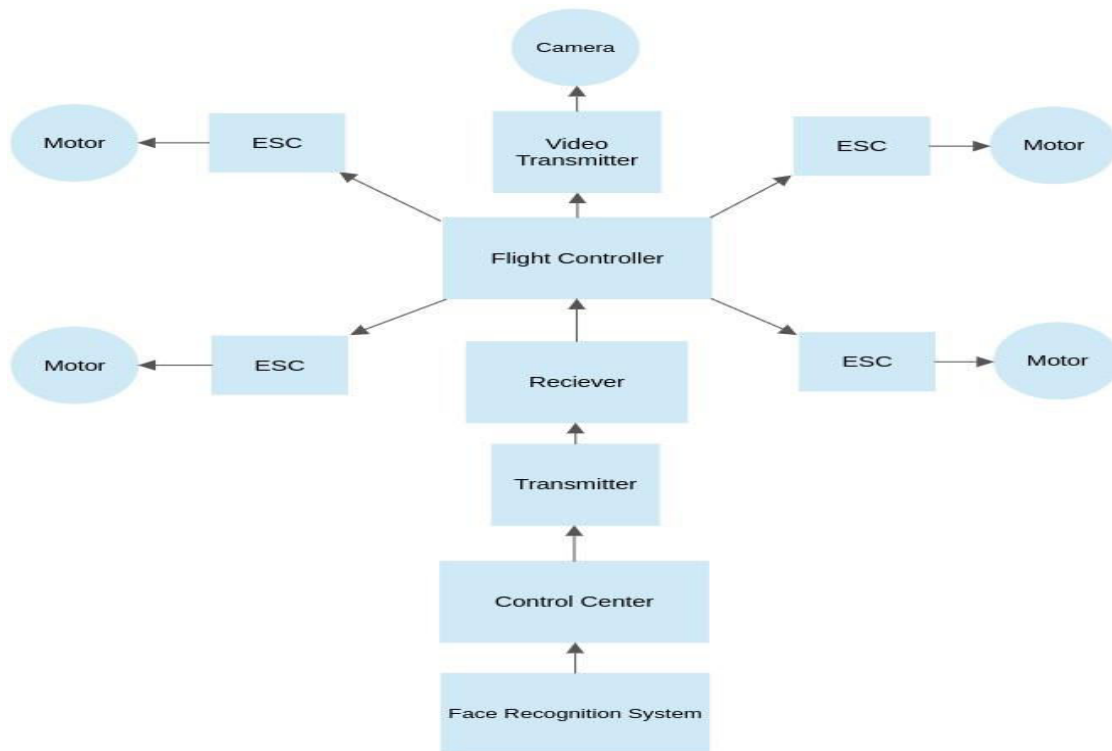 Camera
Motor
ESC
Video
Transmitter
ESC
Motor
Flight Controller
Motor
ESC
Reciever
ESC
Motor
Transmitter
Control Center
Face Recognition System